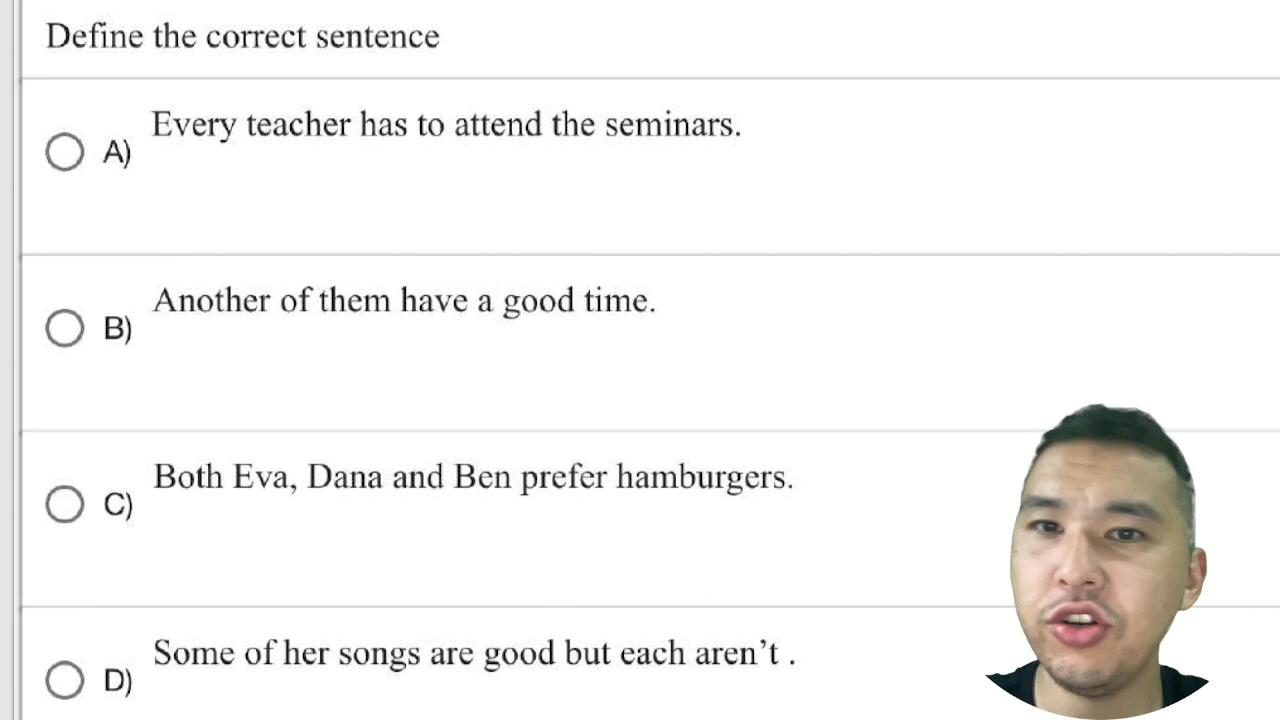 Define the correct sentence
A) Every teacher has to attend the seminars.
B) Another of them have a good time.
C) Both Eva, Dana and Ben prefer hamburgers.
D) Some of her songs are good but each aren’t .